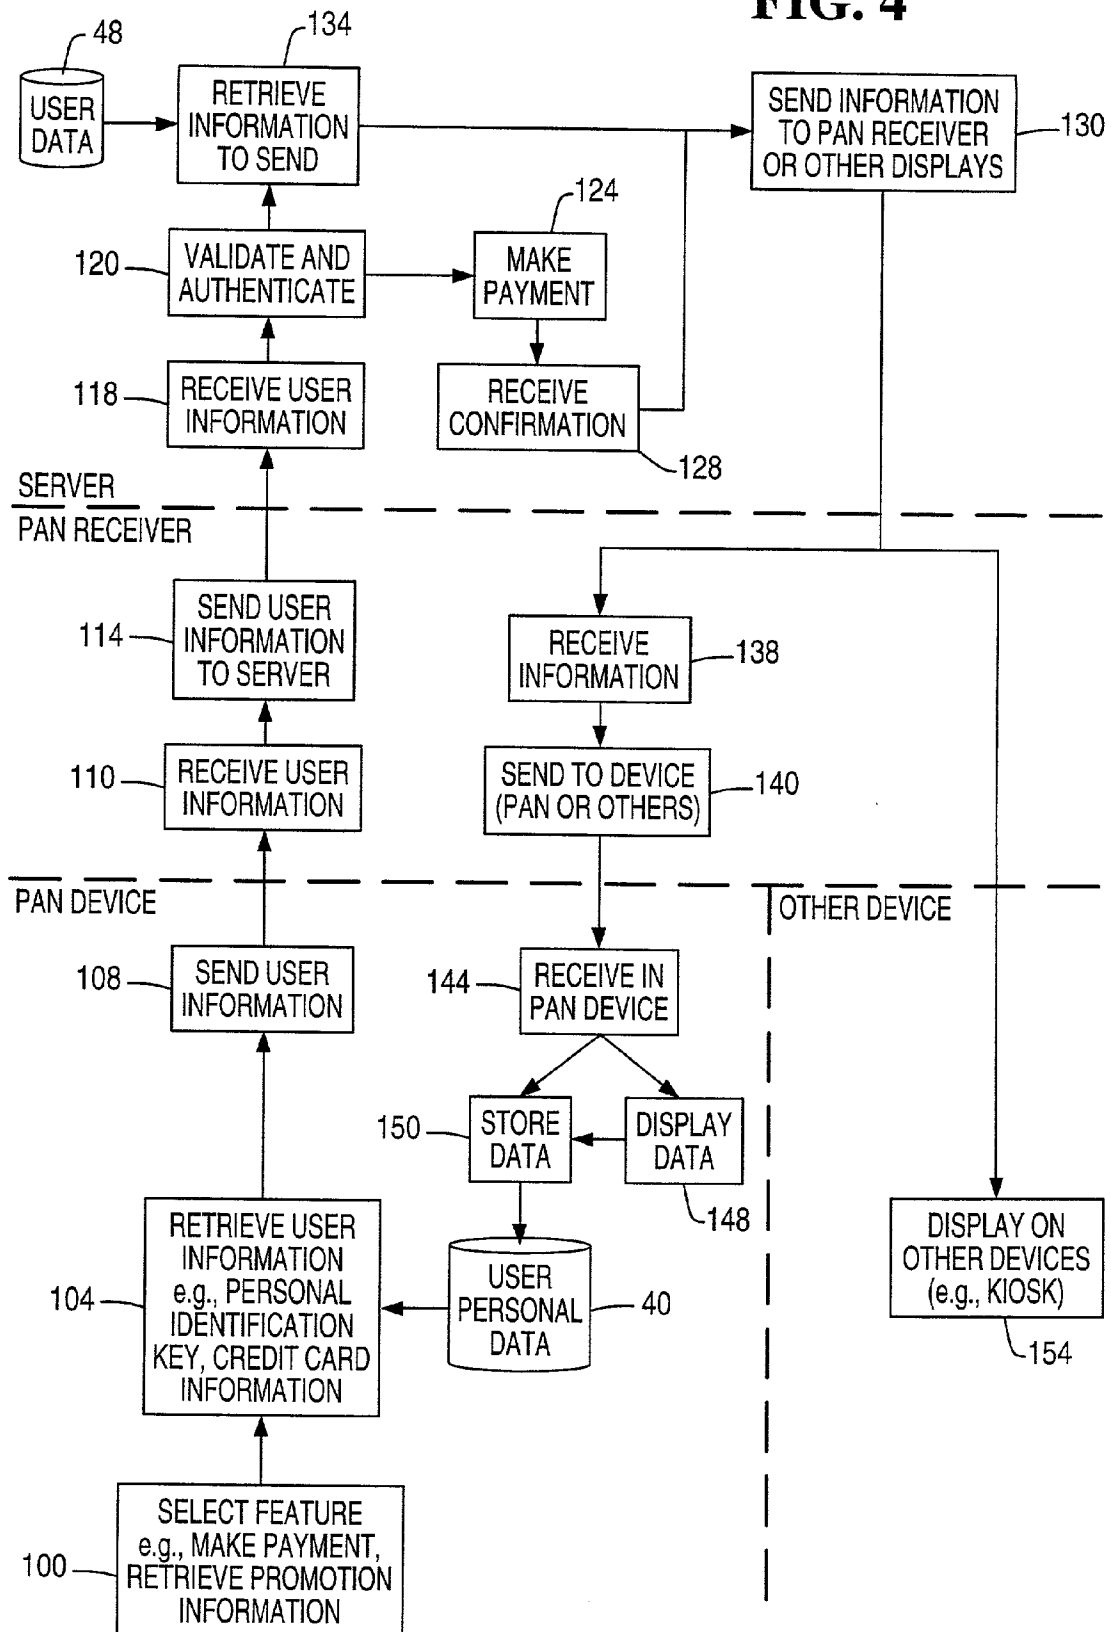 FIG. 4
48
134
USER
DATA
RETRIEVE
INFORMATION
TO SEND
SEND INFORMATION
TO PAN RECEIVER
OR OTHER DISPLAYS
130
124
120
VALIDATE AND
AUTHENTICATE
MAKE
PAYMENT
118
RECEIVE USER
INFORMATION
RECEIVE
CONFIRMATION
128
SERVER
PAN RECEIVER
114
SEND USER
INFORMATION
TO SERVER
RECEIVE
INFORMATION
138
110
RECEIVE USER
INFORMATION
SEND TO DEVICE
(PAN OR OTHERS)
140
PAN DEVICE
OTHER DEVICE
108
SEND USER
INFORMATION
144
RECEIVE IN
PAN DEVICE
150
STORE
DATA
DISPLAY
DATA
148
104
RETRIEVE USER
INFORMATION
e.g., PERSONAL
IDENTIFICATION
KEY, CREDIT CARD
INFORMATION
USER
PERSONAL
DATA
40
DISPLAY ON
OTHER DEVICES
(e.g., KIOSK)
154
100
SELECT FEATURE
e.g., MAKE PAYMENT,
RETRIEVE PROMOTION
INFORMATION